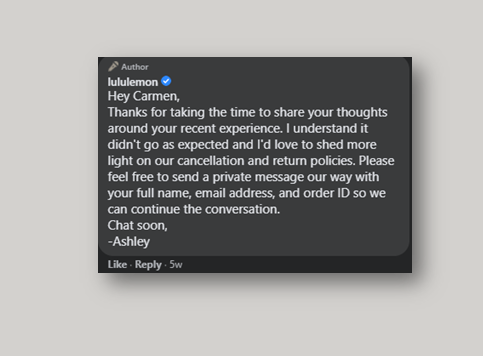 Author
lululemon
Hey Carmen,
Thanks for taking the time to share your thoughts
around your recent experience. I understand it
didn't go as expected and I'd love to shed more
light on our cancellation and return policies. Please
feel free to send a private message our way with
your full name, email address, and order ID so we
can continue the conversation.
Chat soon,
-Ashley
Like · Reply · 5w